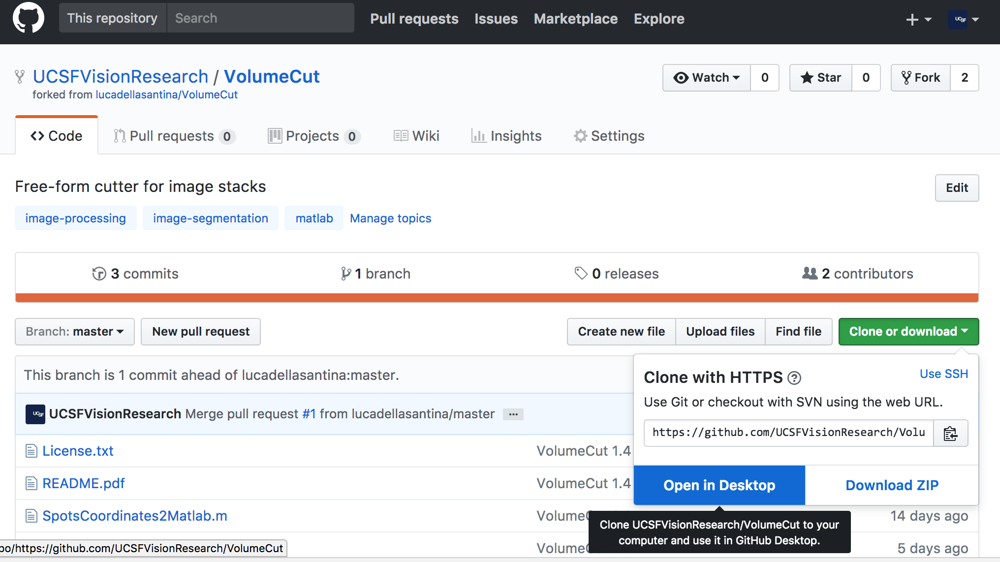 This repository Search Pull requests Issues Marketplace Explore UCSF
UCSFVisionResearch / VolumeCut Watch 0 Star 0 Fork 2
forked from lucadellasantina/VolumeCut
Code Pull requests 0 Projects 0 Wiki Insights Settings
Free-form cutter for image stacks Edit
image-processing image-segmentation matlab Manage topics
3 commits 1 branch 0 releases 2 contributors
Branch: master New pull request Create new file Upload files Find file Clone or download
This branch is 1 commit ahead of lucadellasantina:master.
Clone with HTTPS ? Use SSH
Use Git or checkout with SVN using the web URL.
UCSF UCSFVisionResearch Merge pull request #1 from lucadellasantina/master ...
https://github.com/UCSFVisionResearch/Volu
License.txt VolumeCut 1.4
README.pdf VolumeCut 1.4
Open in Desktop Download ZIP
SpotsCoordinates2Matlab.m Volume 14 days ago
Clone UCSFVisionResearch/VolumeCut to your
computer and use it in GitHub Desktop.
oo/https://github.com/UCSFVisionResearch/VolumeCut Volume 5 days ago